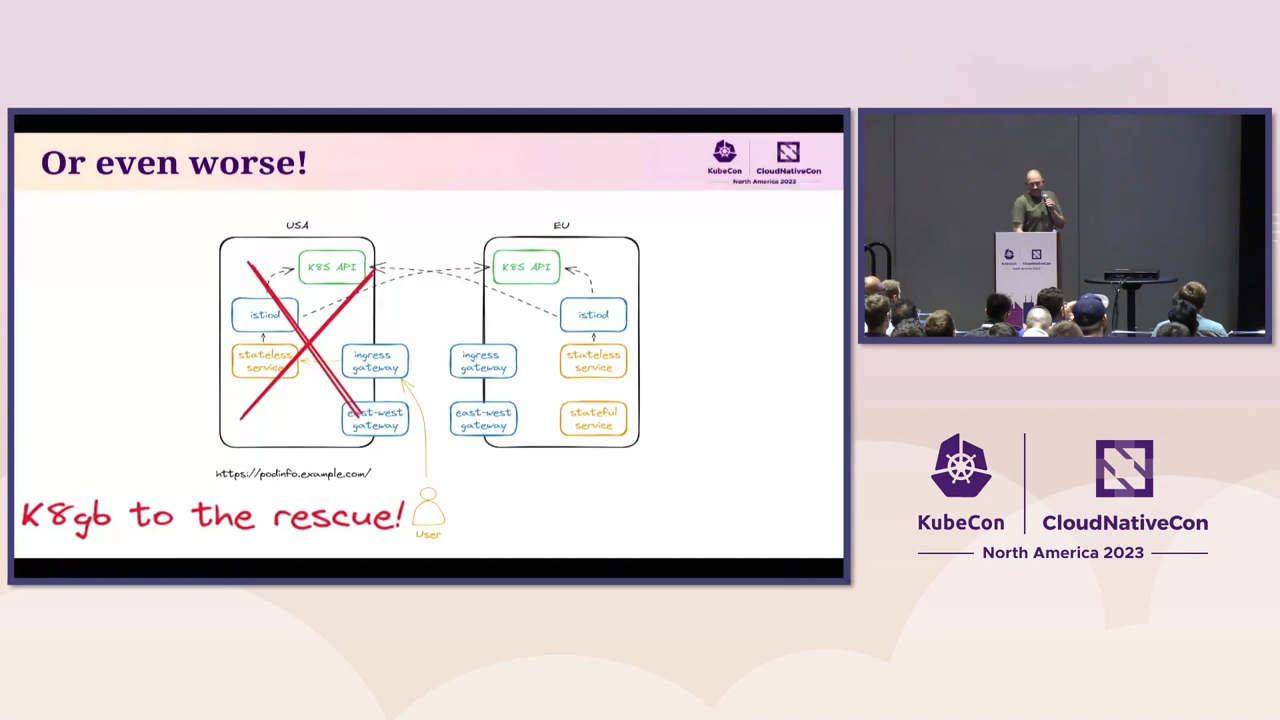 Or even worse!
KubeCon
CloudNativeCon
North America 2023
USA
EU
K8S API
K8S API
istiod
istiod
stateless
service
ingress
gateway
ingress
gateway
stateless
service
east-west
gateway
east-west
gateway
stateful
service
https://podinfo.example.com/
K8gb to the rescue!
User
KubeCon
CloudNativeCon
North America 2023